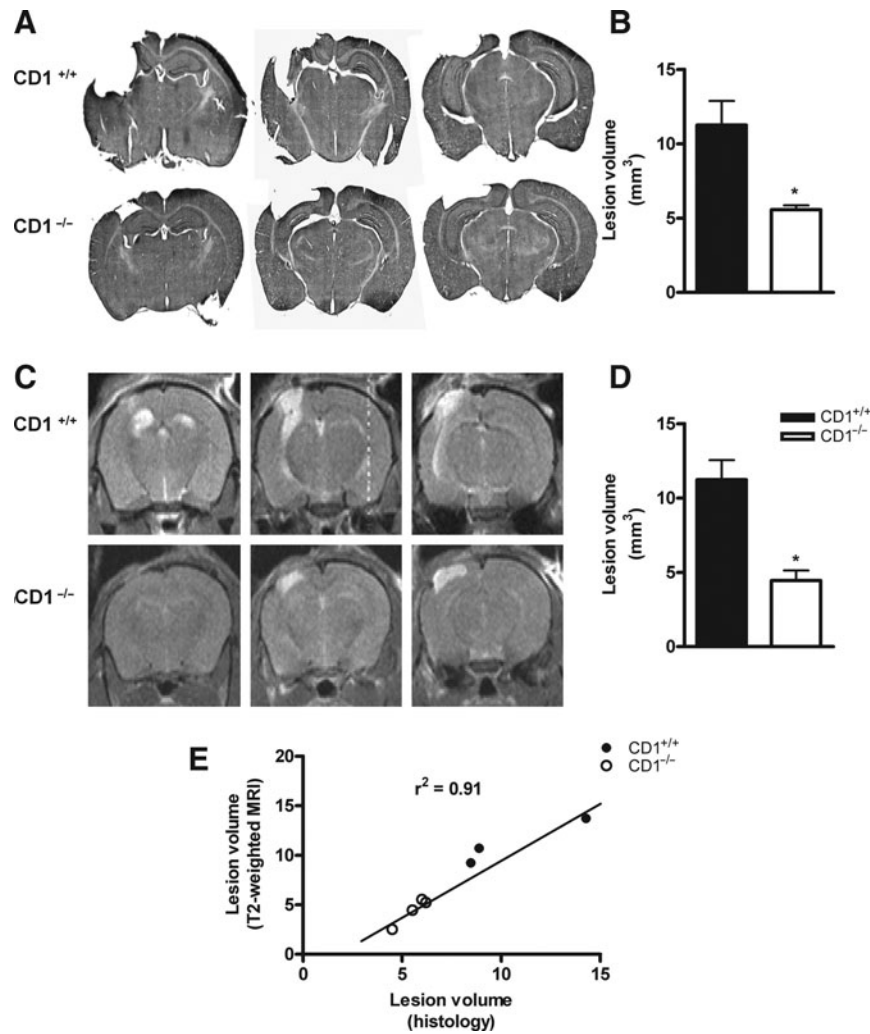 A
CD1 +/+
CD1 −/−
B
Lesion volume
(mm3)
15
10
5
0
*
C
CD1 +/+
CD1 −/−
D
Lesion volume
(mm3)
15
10
5
0
*
CD1+/+
CD1−/−
E
Lesion volume
(T2-weighted MRI)
20
15
10
5
0
r2 = 0.91
CD1+/+
CD1−/−
0
5
10
15
Lesion volume
(histology)